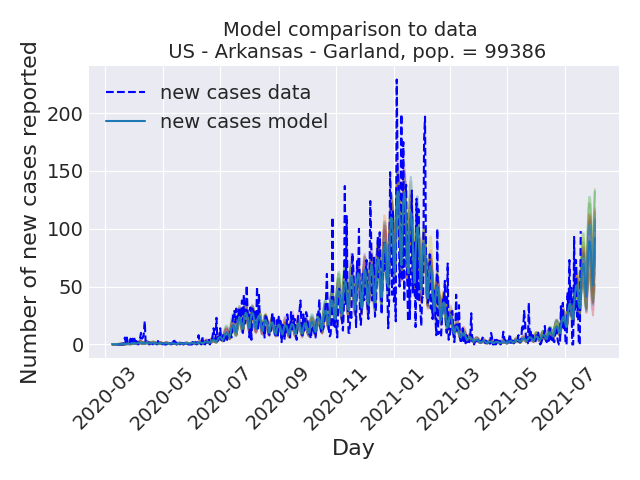 Model comparison to data
US - Arkansas - Garland, pop. = 99386
Number of new cases reported
new cases data
new cases model
200
150
100
50
0
2020-03
2020-05
2020-07
2020-09
2020-11
2021-01
2021-03
2021-05
2021-07
Day